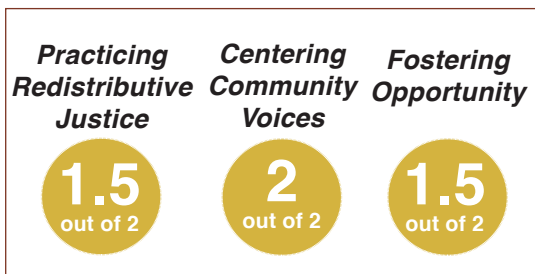 Practicing
Redistributive
Justice
1.5
out of 2
Centering
Community
Voices
2
out of 2
Fostering
Opportunity
1.5
out of 2